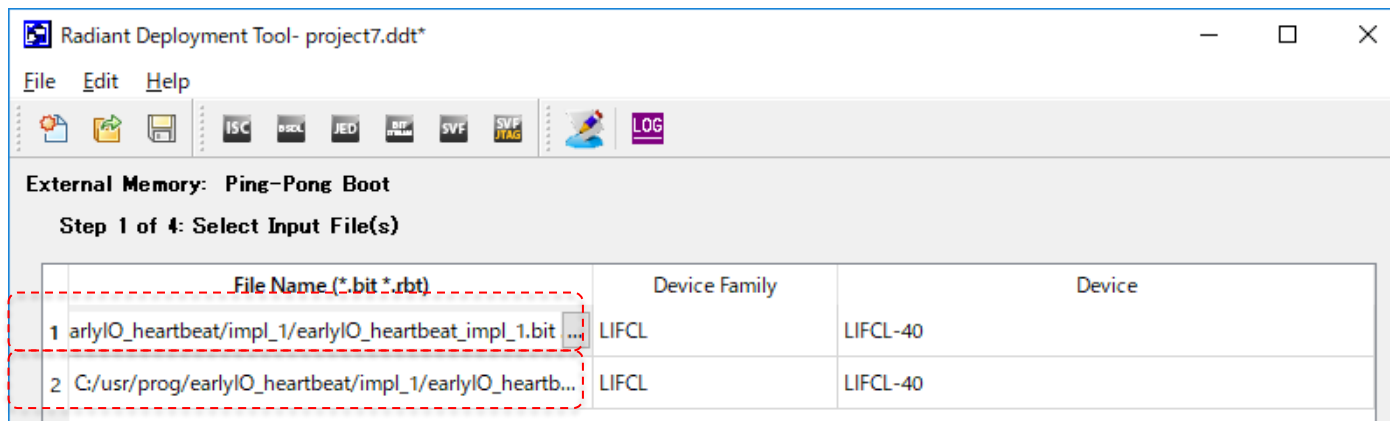 Radiant Deployment Tool- project7.ddt*
File Edit Help
ISC BSDL JED BIT STREAM SVF SVF JTAG LOG
External Memory: Ping-Pong Boot
Step 1 of 4: Select Input File(s)
File Name (*.bit *.rbt) Device Family Device
1 arlyIO_heartbeat/impl_1/earlyIO_heartbeat_impl_1.bit ... LIFCL LIFCL-40
2 C:/usr/prog/earlyIO_heartbeat/impl_1/earlyIO_heartb... LIFCL LIFCL-40